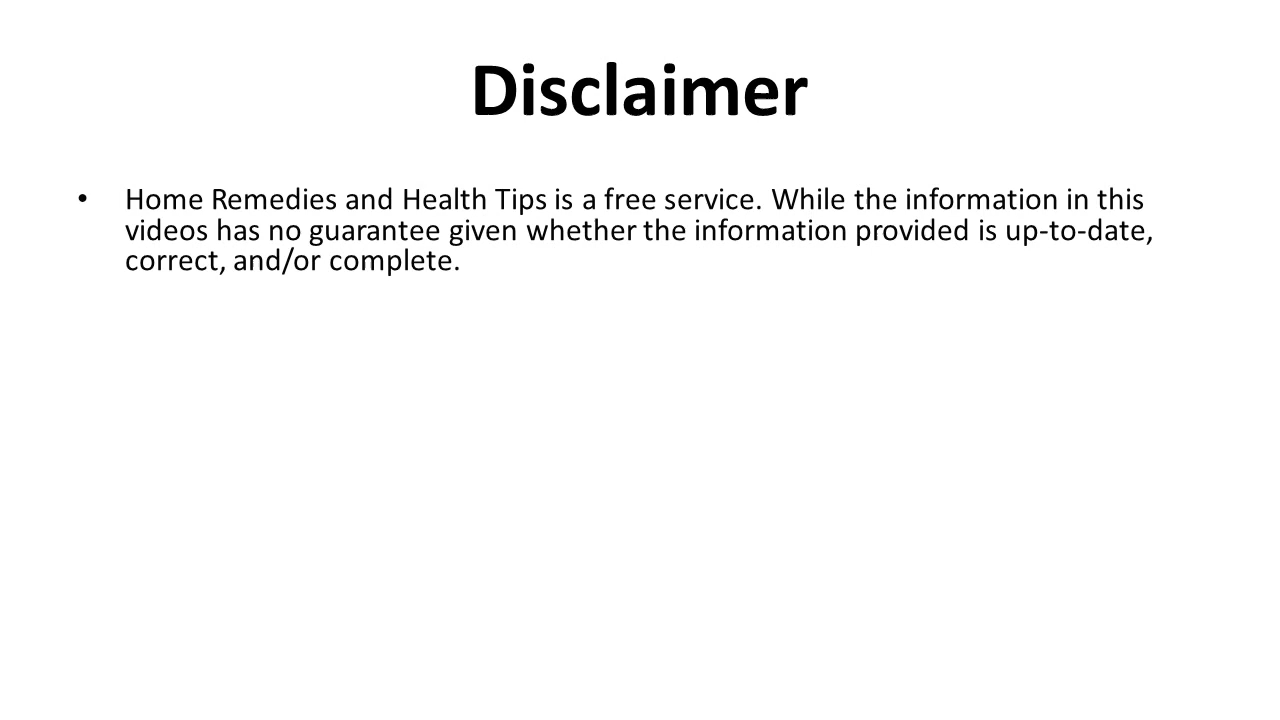 Disclaimer
• Home Remedies and Health Tips is a free service. While the information in this
videos has no guarantee given whether the information provided is up-to-date,
correct, and/or complete.